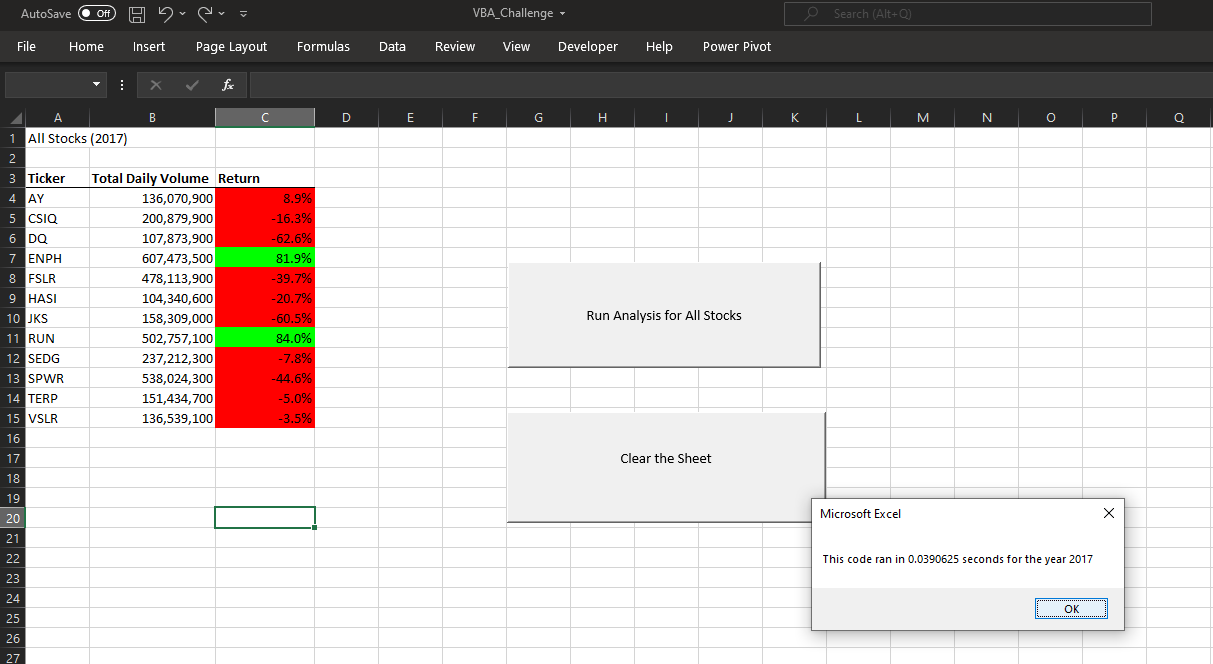 AutoSave Off VBA_Challenge Search (Alt+Q)
File Home Insert Page Layout Formulas Data Review View Developer Help Power Pivot
fx
A B C D E F G H I J K L M N O P Q
1 All Stocks (2017)
2
3 Ticker Total Daily Volume Return
4 AY 136,070,900 8.9%
5 CSIQ 200,879,900 -16.3%
6 DQ 107,873,900 -62.6%
7 ENPH 607,473,500 81.9%
8 FSLR 478,113,900 -39.7%
9 HASI 104,340,600 -20.7%
10 JKS 158,309,000 -60.5%
11 RUN 502,757,100 84.0%
12 SEDG 237,212,300 -7.8%
13 SPWR 538,024,300 -44.6%
14 TERP 151,434,700 -5.0%
15 VSLR 136,539,100 -3.5%
16
17
18
19
20
21
22
23
24
25
26
27
Run Analysis for All Stocks
Clear the Sheet
Microsoft Excel
This code ran in 0.0390625 seconds for the year 2017
OK